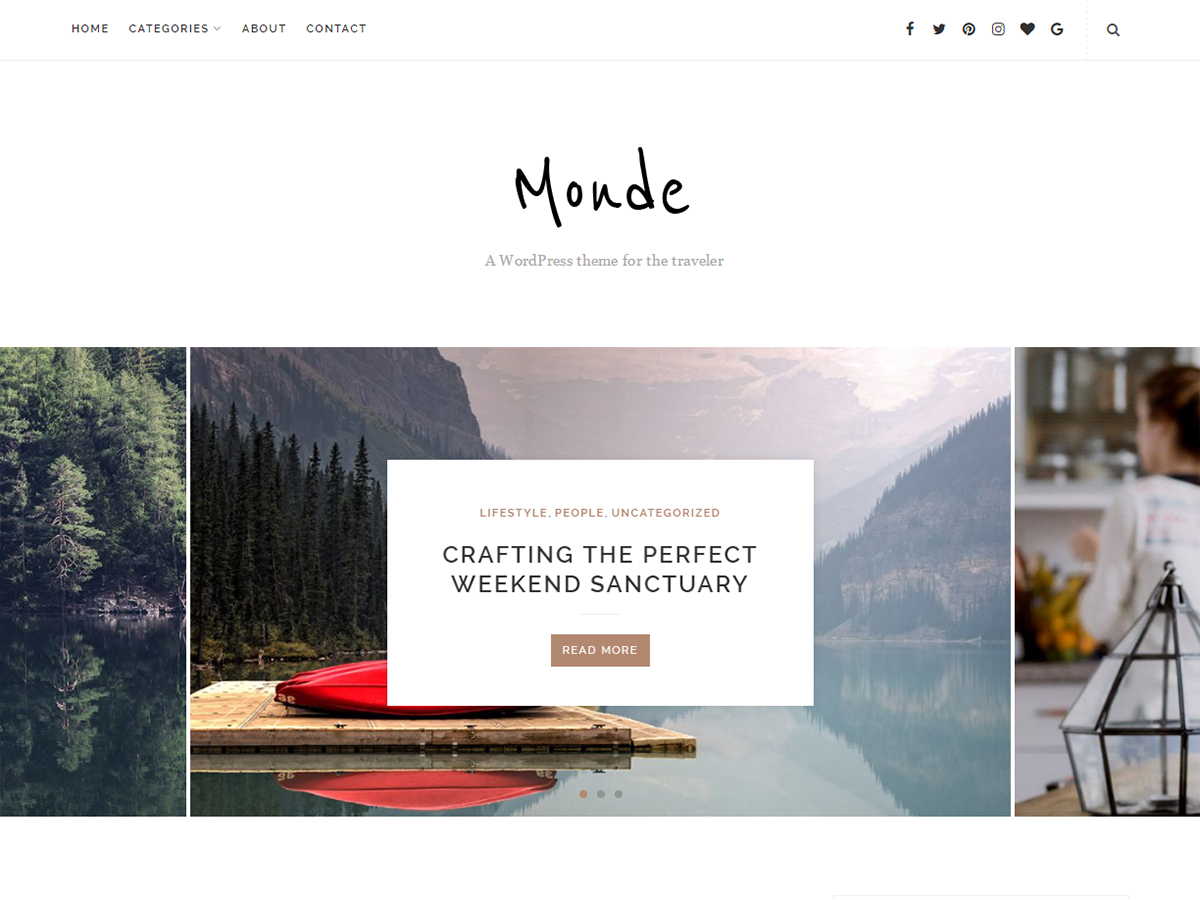 HOME CATEGORIES ABOUT CONTACT
Monde
A WordPress theme for the traveler
LIFESTYLE, PEOPLE, UNCATEGORIZED
CRAFTING THE PERFECT
WEEKEND SANCTUARY
READ MORE